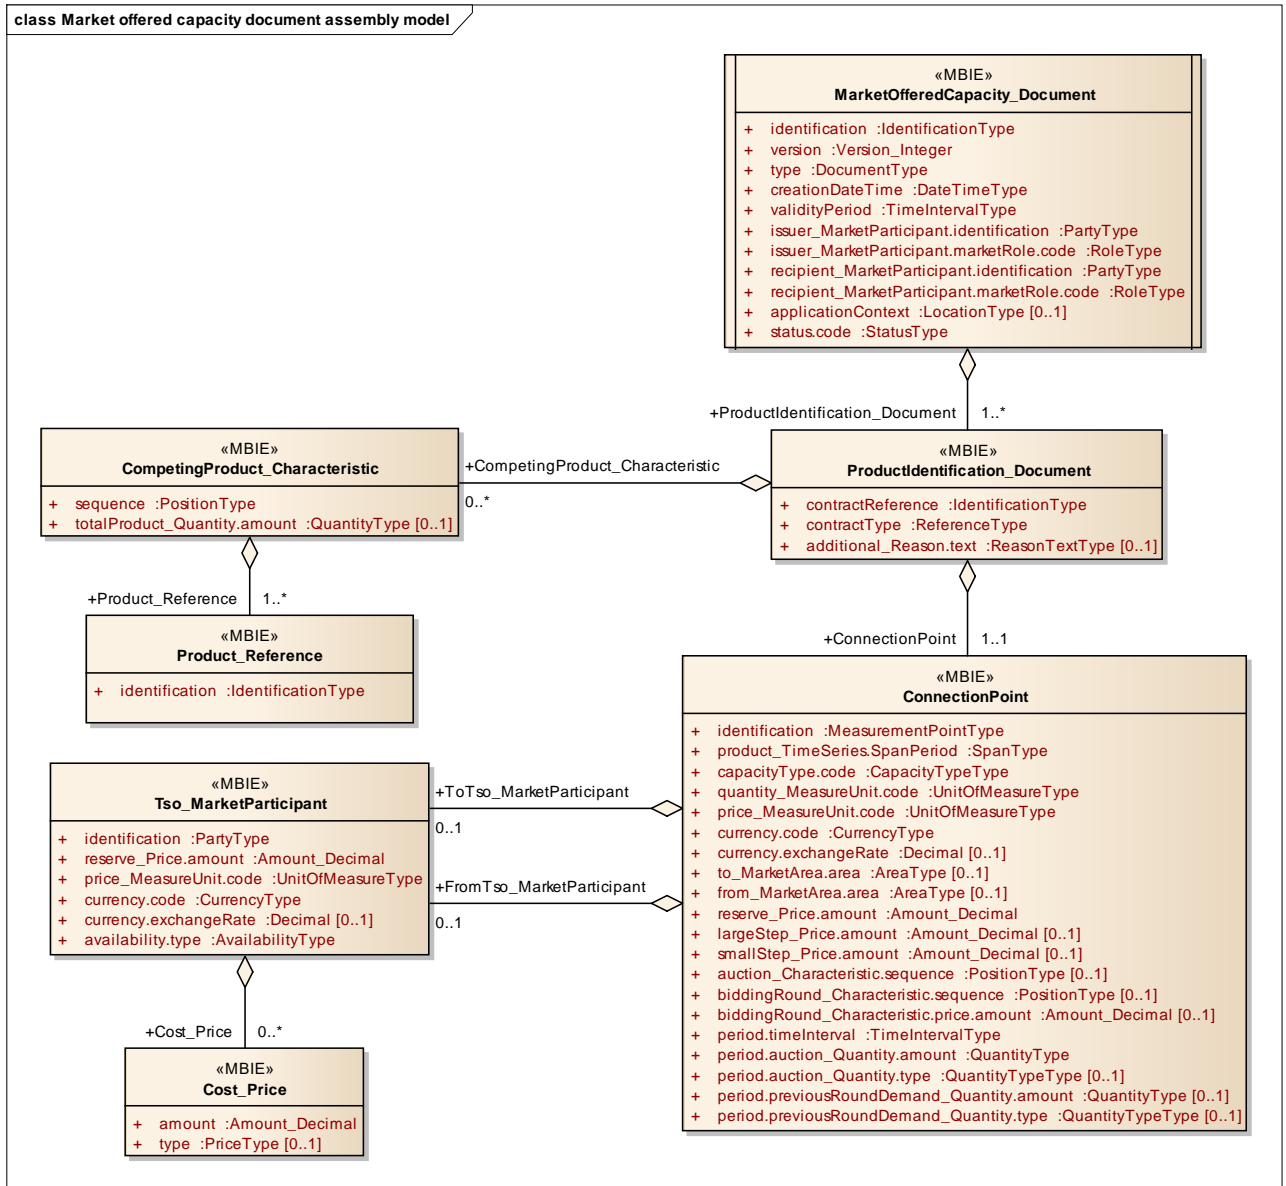 class Market offered capacity document assembly model
«MBIE»
MarketOfferedCapacity_Document
+ identification :IdentificationType
+ version :Version_Integer
+ type :DocumentType
+ creationDateTime :DateTimeType
+ validityPeriod :TimeIntervalType
+ issuer_MarketParticipant.identification :PartyType
+ issuer_MarketParticipant.marketRole.code :RoleType
+ recipient_MarketParticipant.identification :PartyType
+ recipient_MarketParticipant.marketRole.code :RoleType
+ applicationContext :LocationType [0..1]
+ status.code :StatusType
+ProductIdentification_Document 1..*
«MBIE»
ProductIdentification_Document
+ contractReference :IdentificationType
+ contractType :ReferenceType
+ additional_Reason.text :ReasonTextType [0..1]
+CompetingProduct_Characteristic
0..*
«MBIE»
CompetingProduct_Characteristic
+ sequence :PositionType
+ totalProduct_Quantity.amount :QuantityType [0..1]
+Product_Reference 1..*
«MBIE»
Product_Reference
+ identification :IdentificationType
+ConnectionPoint 1..1
«MBIE»
ConnectionPoint
+ identification :MeasurementPointType
+ product_TimeSeries.SpanPeriod :SpanType
+ capacityType.code :CapacityTypeType
+ quantity_MeasureUnit.code :UnitOfMeasureType
+ price_MeasureUnit.code :UnitOfMeasureType
+ currency.code :CurrencyType
+ currency.exchangeRate :Decimal [0..1]
+ to_MarketArea.area :AreaType [0..1]
+ from_MarketArea.area :AreaType [0..1]
+ reserve_Price.amount :Amount_Decimal
+ largeStep_Price.amount :Amount_Decimal [0..1]
+ smallStep_Price.amount :Amount_Decimal [0..1]
+ auction_Characteristic.sequence :PositionType [0..1]
+ biddingRound_Characteristic.sequence :PositionType [0..1]
+ biddingRound_Characteristic.price.amount :Amount_Decimal [0..1]
+ period.timeInterval :TimeIntervalType
+ period.auction_Quantity.amount :QuantityType
+ period.auction_Quantity.type :QuantityTypeType [0..1]
+ period.previousRoundDemand_Quantity.amount :QuantityType [0..1]
+ period.previousRoundDemand_Quantity.type :QuantityTypeType [0..1]
+ToTso_MarketParticipant
0..1
+FromTso_MarketParticipant
0..1
«MBIE»
Tso_MarketParticipant
+ identification :PartyType
+ reserve_Price.amount :Amount_Decimal
+ price_MeasureUnit.code :UnitOfMeasureType
+ currency.code :CurrencyType
+ currency.exchangeRate :Decimal [0..1]
+ availability.type :AvailabilityType
+Cost_Price 0..*
«MBIE»
Cost_Price
+ amount :Amount_Decimal
+ type :PriceType [0..1]